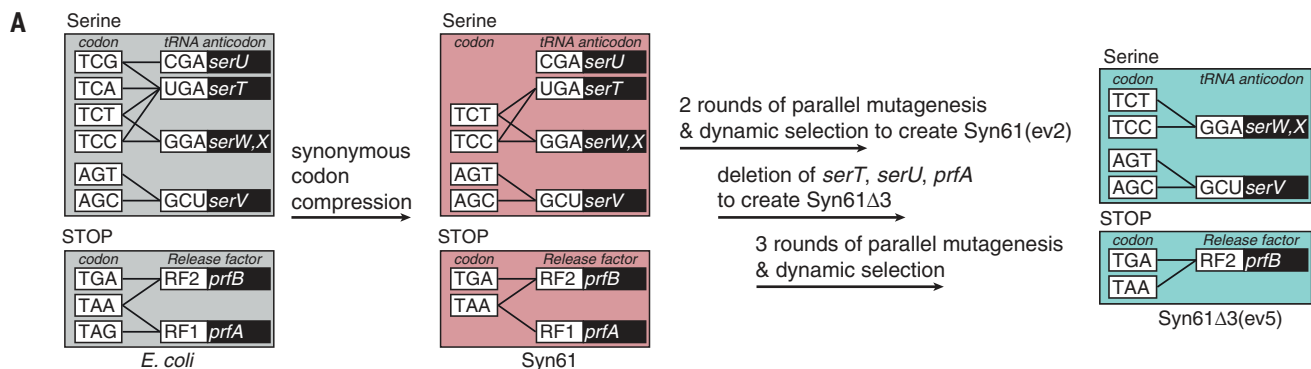 A
Serine
codon tRNA anticodon
TCG CGA serU
TCA UGA serT
TCT
TCC GGA serW,X
AGT
AGC GCU serV
STOP
codon Release factor
TGA RF2 prfB
TAA
TAG RF1 prfA
E. coli
synonymous
codon
compression
Serine
codon tRNA anticodon
CGA serU
UGA serT
TCT
TCC GGA serW,X
AGT
AGC GCU serV
STOP
codon Release factor
TGA RF2 prfB
TAA
RF1 prfA
Syn61
2 rounds of parallel mutagenesis
& dynamic selection to create Syn61(ev2)
deletion of serT, serU, prfA
to create Syn61Δ3
3 rounds of parallel mutagenesis
& dynamic selection
Serine
codon tRNA anticodon
TCT
TCC GGA serW,X
AGT
AGC GCU serV
STOP
codon Release factor
TGA RF2 prfB
TAA
Syn61Δ3(ev5)